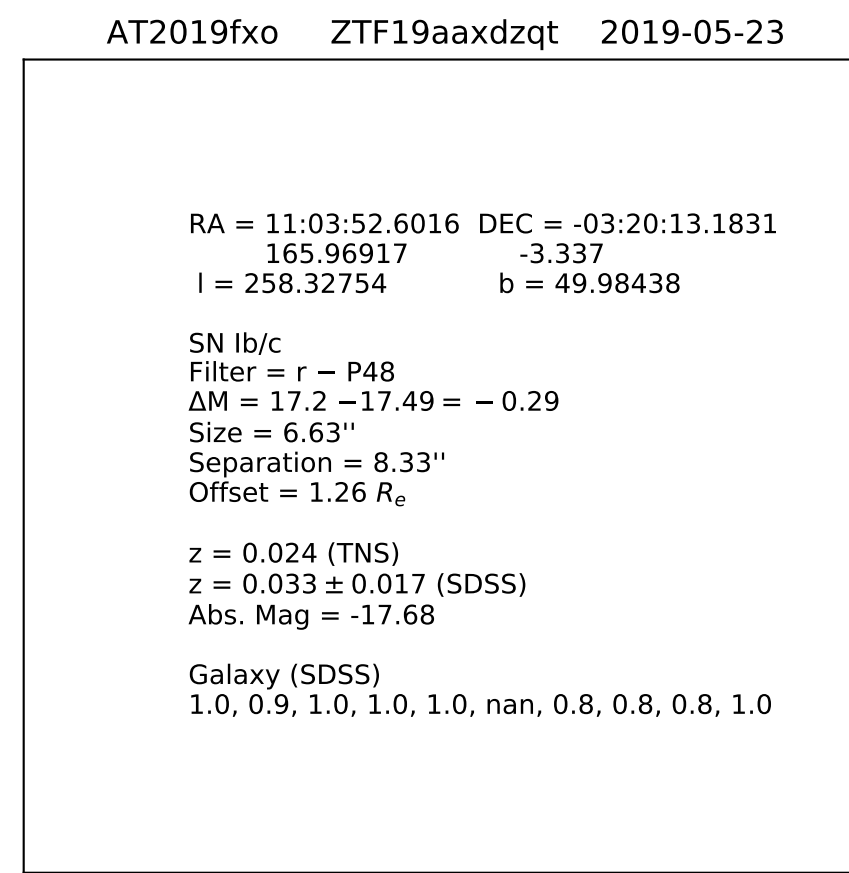 AT2019fxo ZTF19aaxdzqt 2019-05-23
RA = 11:03:52.6016 DEC = -03:20:13.1831
165.96917 -3.337
l = 258.32754 b = 49.98438
SN Ib/c
Filter = r − P48
ΔM = 17.2 −17.49 = − 0.29
Size = 6.63''
Separation = 8.33''
Offset = 1.26 Rₑ
z = 0.024 (TNS)
z = 0.033 ± 0.017 (SDSS)
Abs. Mag = -17.68
Galaxy (SDSS)
1.0, 0.9, 1.0, 1.0, 1.0, nan, 0.8, 0.8, 0.8, 1.0